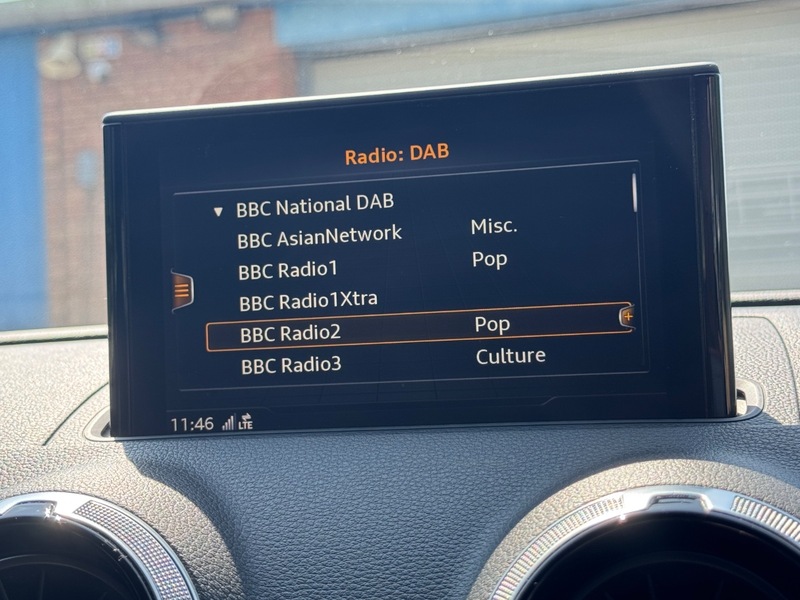 Radio: DAB
BBC National DAB
BBC AsianNetwork Misc.
BBC Radio1 Pop
BBC Radio1Xtra
BBC Radio2 Pop
BBC Radio3 Culture
11:46 LTE